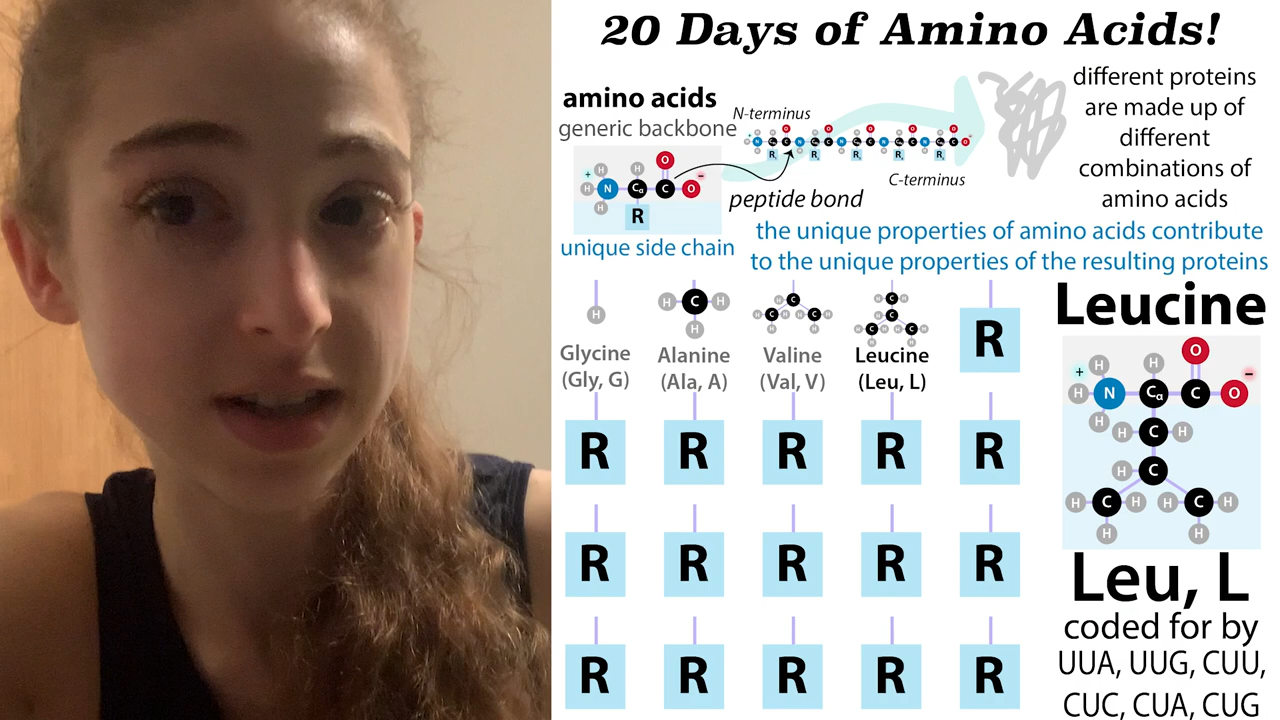 20 Days of Amino Acids!
amino acids
generic backbone
unique side chain
N-terminus
C-terminus
peptide bond
different proteins
are made up of
different
combinations of
amino acids
the unique properties of amino acids contribute
to the unique properties of the resulting proteins
H
+ H N Cα C O -
H H O
R
H
Glycine
(Gly, G)
H C H
H
Alanine
(Ala, A)
Valine
(Val, V)
Leucine
(Leu, L)
R
R R R R R
R R R R R
R R R R R
Leucine
O
+ H H
H N Cα C O -
H H C H
H C
H C H H C H
H H
Leu, L
coded for by
UUA, UUG, CUU,
CUC, CUA, CUG